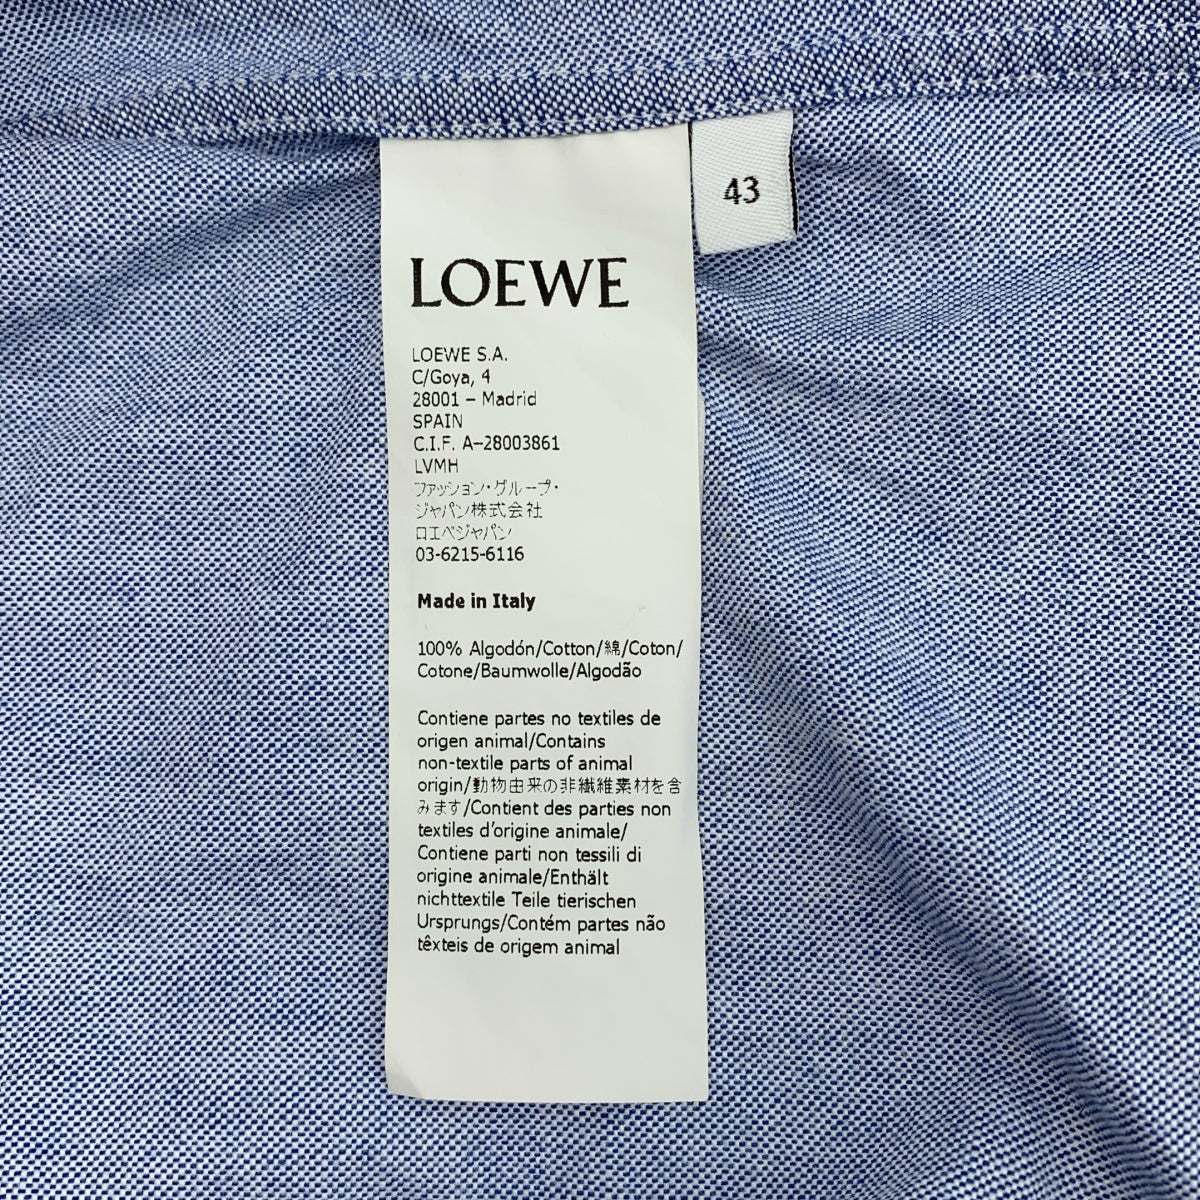 43
LOEWE
LOEWE S.A.
C/Goya, 4
28001 – Madrid
SPAIN
C.I.F. A–28003861
LVMH
ファッション・グループ・
ジャパン株式会社
ロエベジャパン
03-6215-6116
Made in Italy
100% Algodón/Cotton/綿/Coton/
Cotone/Baumwolle/Algodão
Contiene partes no textiles de
origen animal/Contains
non-textile parts of animal
origin/動物由来の非繊維素材を含
みます/Contient des parties non
textiles d’origine animale/
Contiene parti non tessili di
origine animale/Enthält
nichttextile Teile tierischen
Ursprungs/Contém partes não
têxteis de origem animal